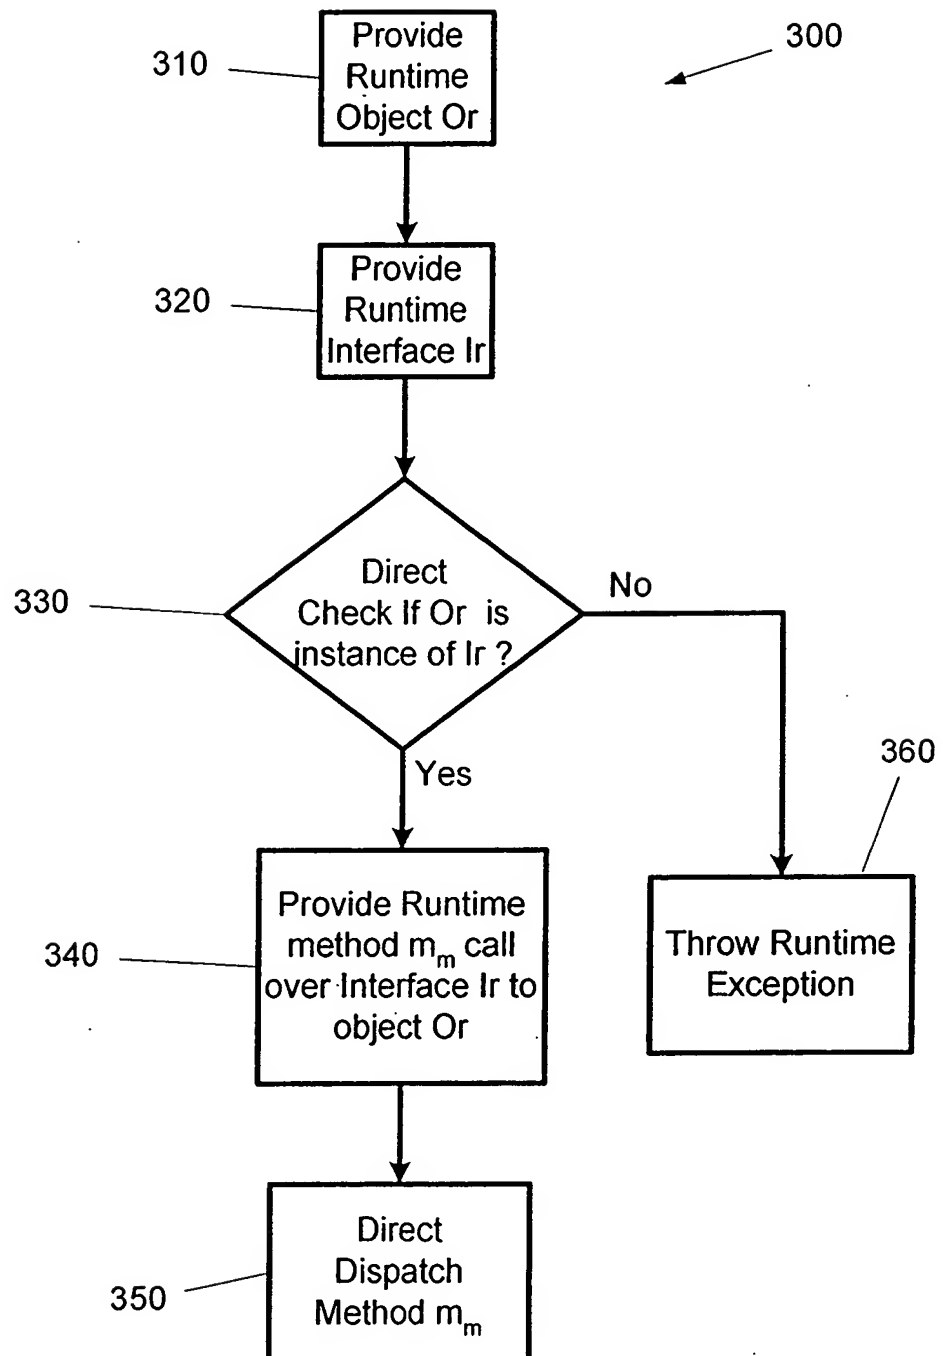 300
310
Provide
Runtime
Object Or
320
Provide
Runtime
Interface Ir
330
Direct
Check If Or is
instance of Ir ?
No
Yes
360
340
Provide Runtime
method mm call
over Interface Ir to
object Or
Throw Runtime
Exception
350
Direct
Dispatch
Method mm